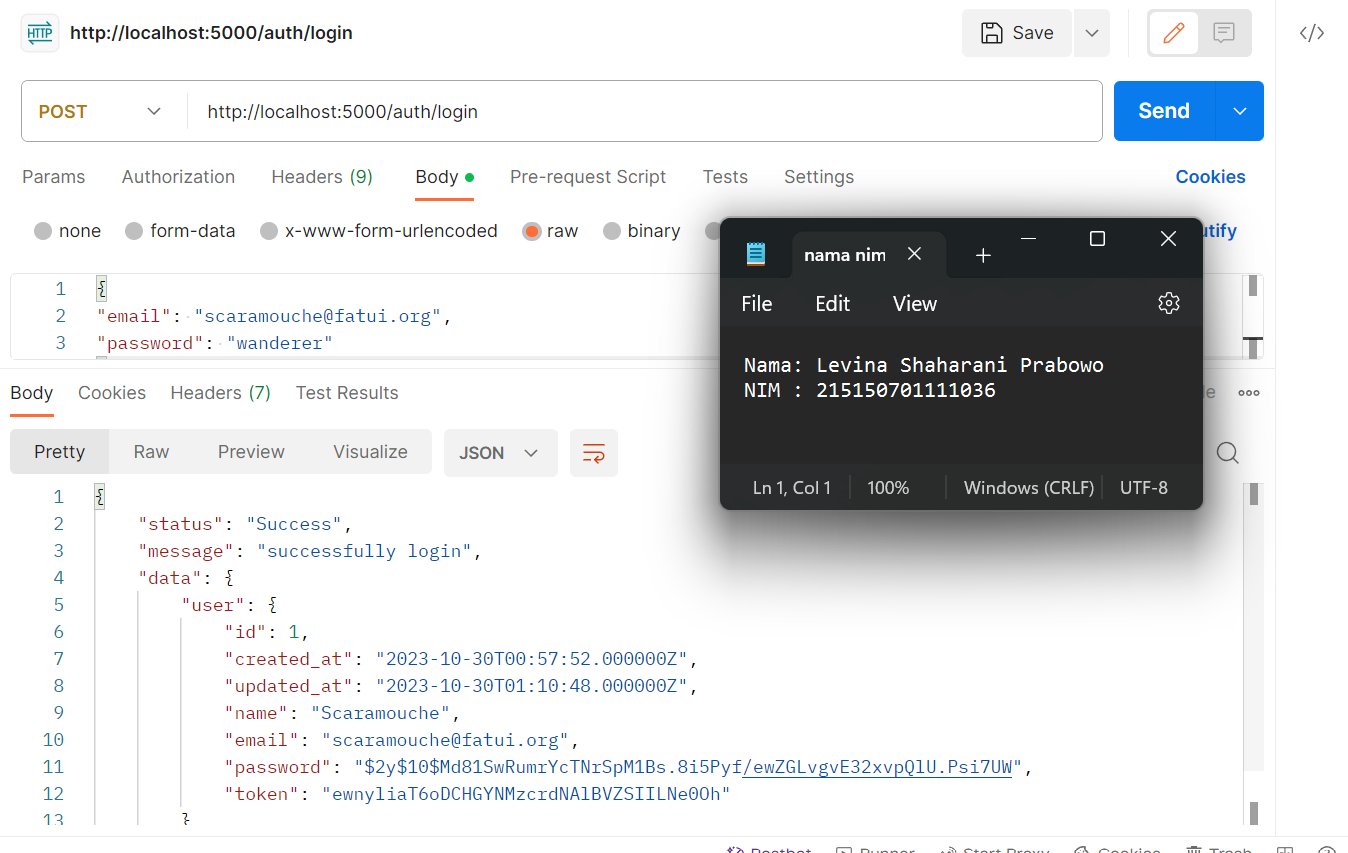 HTTP http://localhost:5000/auth/login Save </>
POST http://localhost:5000/auth/login Send
Params Authorization Headers (9) Body Pre-request Script Tests Settings Cookies
none form-data x-www-form-urlencoded raw binary
1 {
2 "email": "scaramouche@fatui.org",
3 "password": "wanderer"
nama nim
File Edit View
Nama: Levina Shaharani Prabowo
NIM : 215150701111036
Ln 1, Col 1 100% Windows (CRLF) UTF-8
Body Cookies Headers (7) Test Results
Pretty Raw Preview Visualize JSON
1 {
2 "status": "Success",
3 "message": "successfully login",
4 "data": {
5 "user": {
6 "id": 1,
7 "created_at": "2023-10-30T00:57:52.000000Z",
8 "updated_at": "2023-10-30T01:10:48.000000Z",
9 "name": "Scaramouche",
10 "email": "scaramouche@fatui.org",
11 "password": "$2y$10$Md81SwRumrYcTNrSpM1Bs.8i5Pyf/ewZGLvgvE32xvpQlU.Psi7UW",
12 "token": "ewnyliaT6oDCHGYNMzcrdNAlBVZSIILNe0Oh"
13 }
Postbot Runner Start Proxy Cookies Trash